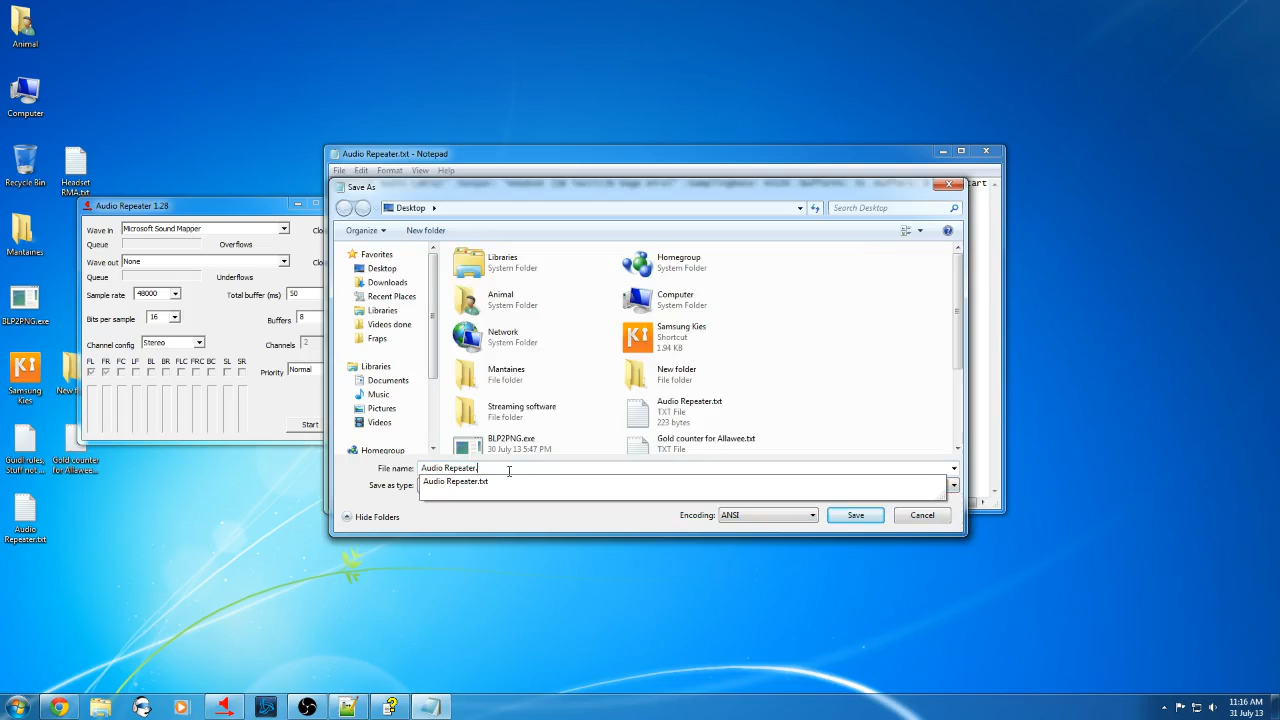 Animal
Computer
Recycle Bin
Headset
RMA.txt
Mantaines
BLP2PNG.exe
Samsung
Kies
Guild rules,
Stuff not s...
Gold counter
for Allawee...
Audio
Repeater.txt
Audio Repeater 1.28
Wave in
Microsoft Sound Mapper
Queue
Overflows
Wave out
None
Queue
Underflows
Sample rate
48000
Total buffer (ms)
50
Bits per sample
16
Buffers
8
Channel config
Stereo
Channels
2
FL FR FC LF BL BR FLC FRC BC SL SR
Priority
Normal
Start
Audio Repeater.txt - Notepad
File Edit Format View Help
Save As
Desktop
Search Desktop
Organize
New folder
Favorites
Desktop
Downloads
Recent Places
Libraries
Videos done
Fraps
Libraries
Documents
Music
Pictures
Videos
Homegroup
Libraries
System Folder
Homegroup
System Folder
Animal
System Folder
Computer
System Folder
Network
System Folder
Samsung Kies
Shortcut
1.94 KB
Mantaines
File folder
New folder
File folder
Streaming software
File folder
Audio Repeater.txt
TXT File
223 bytes
BLP2PNG.exe
30 July 13 5:47 PM
Gold counter for Allawee.txt
TXT File
File name:
Audio Repeater.
Audio Repeater.txt
Save as type:
Hide Folders
Encoding:
ANSI
Save
Cancel
11:16 AM
31 July 13